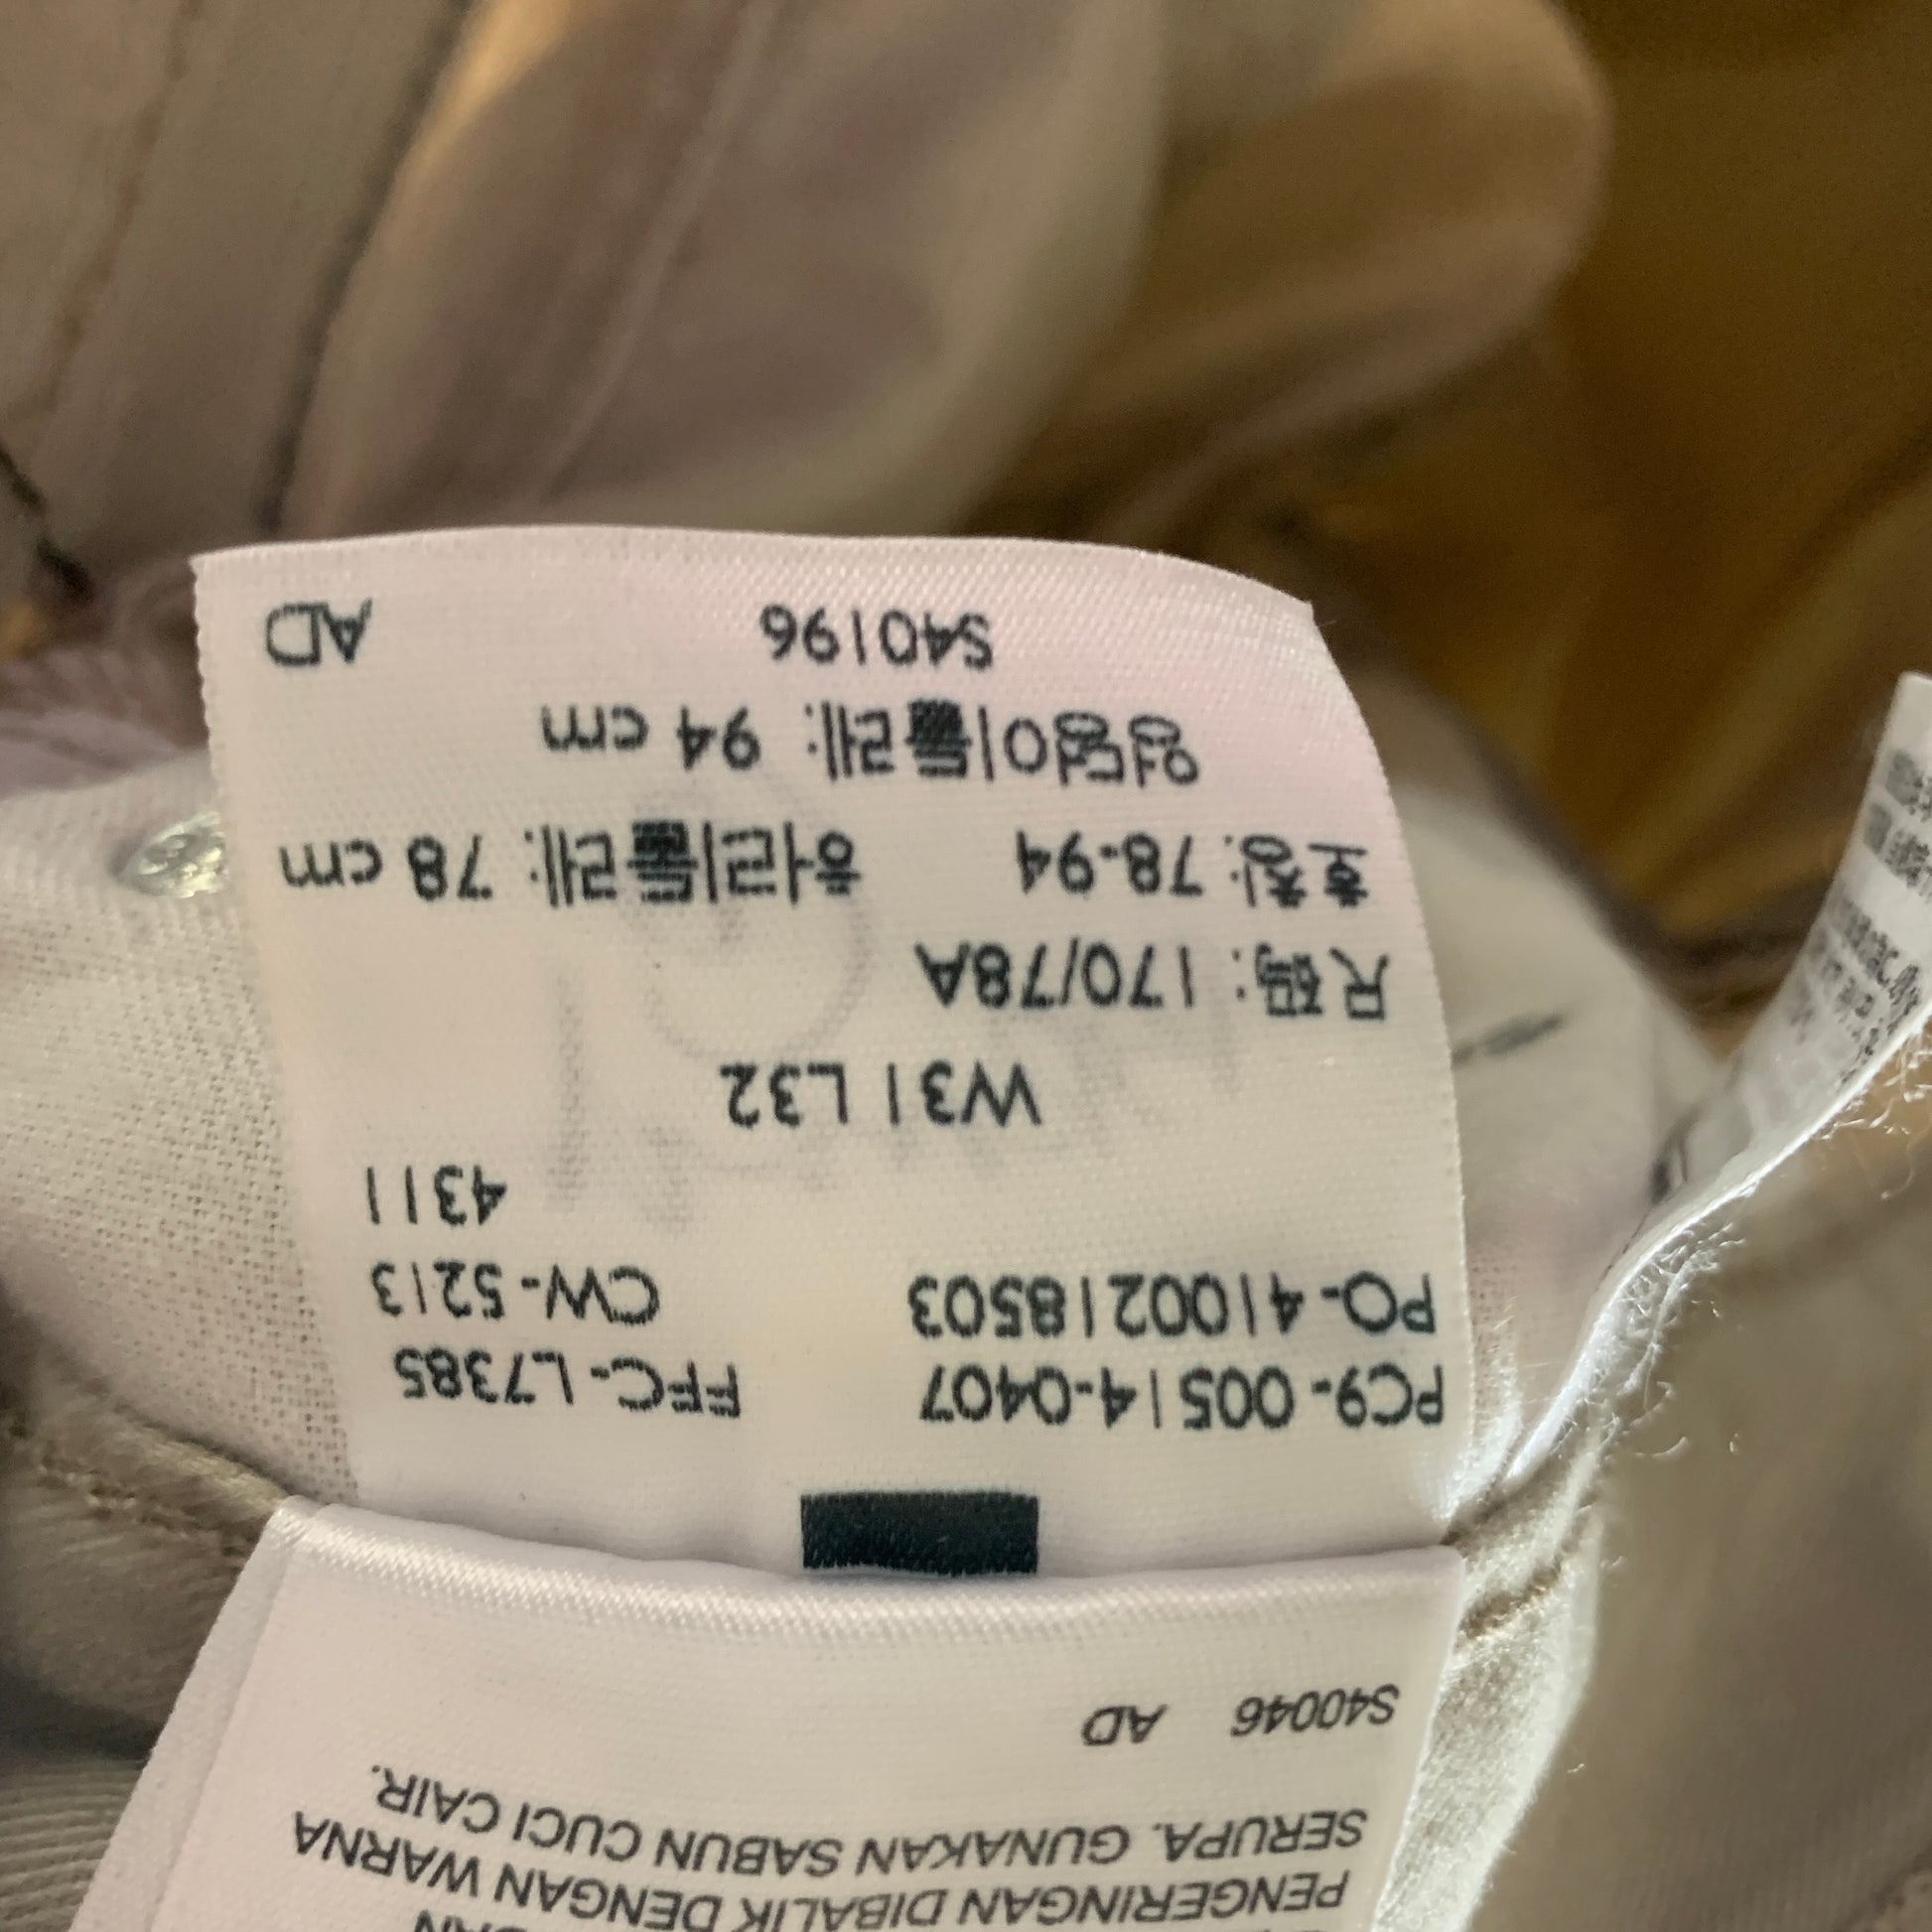 PENGERINGAN DIBALIK DENGAN WARNA
SERUPA. GUNAKAN SABUN CUCI CAIR.
S40046 AD
PC9-00514-0407 FFC-L7385
PO-4100218503 CW-5213
4311
W31 L32
尺码: 170/78A
호칭: 78-94 허리둘레: 78 cm
엉덩이둘레: 94 cm
S40196 AD